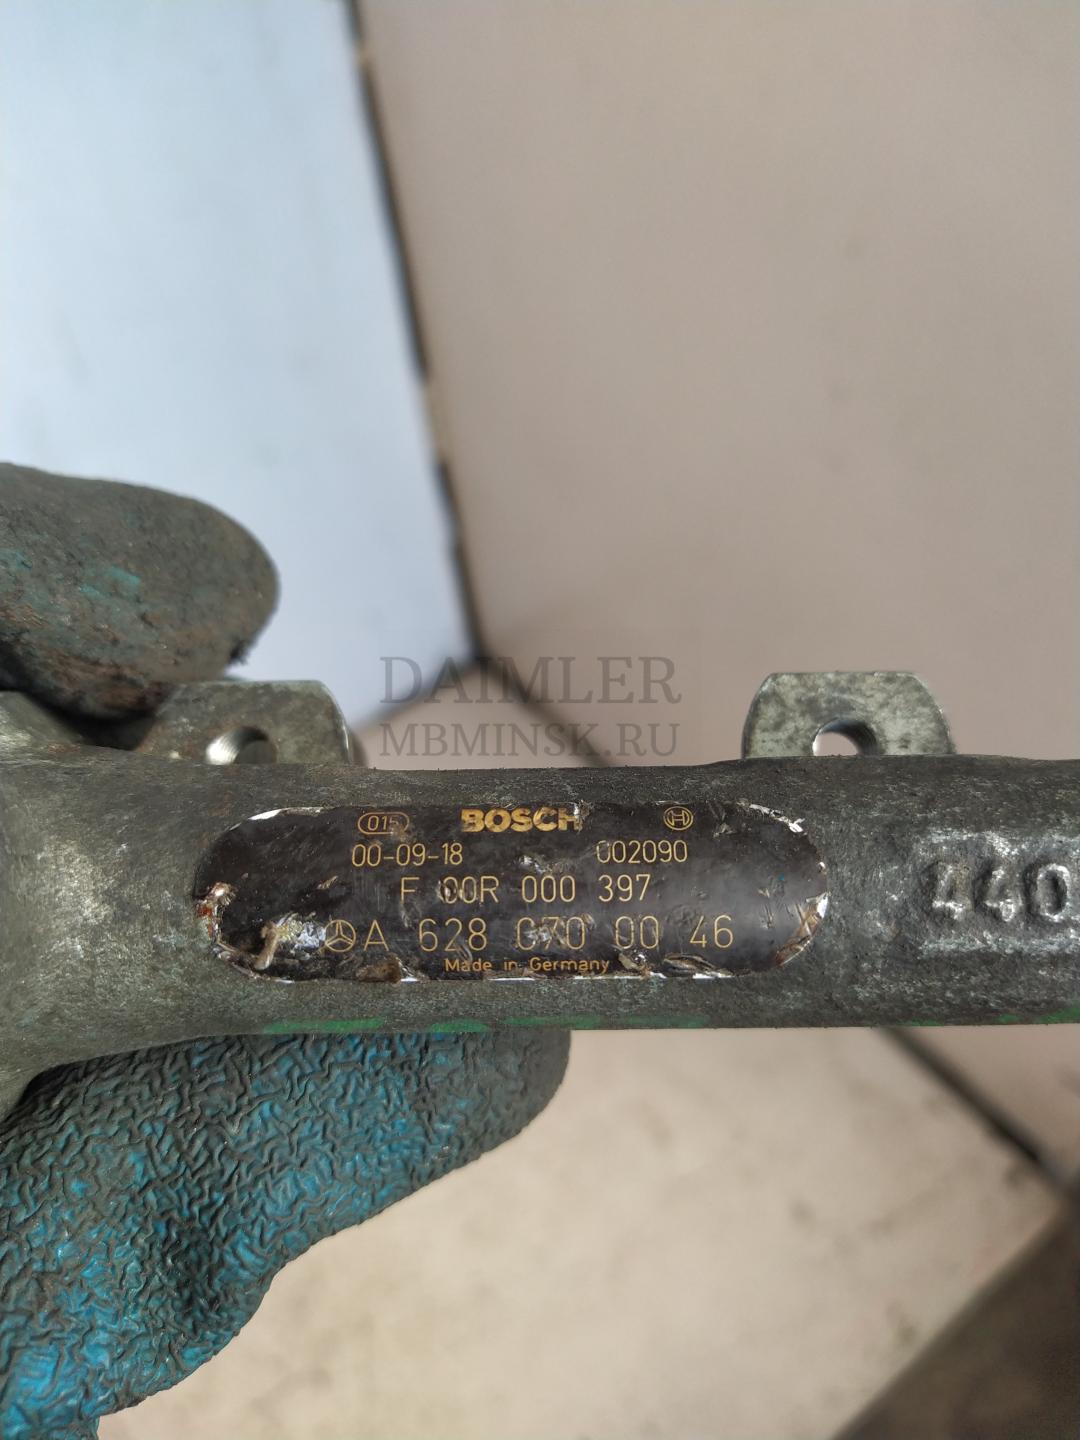 DAIMLER
MBMINSK.RU
015 BOSCH
00-09-18 002090
F 00R 000 397
A 628 070 00 46
Made in Germany
440